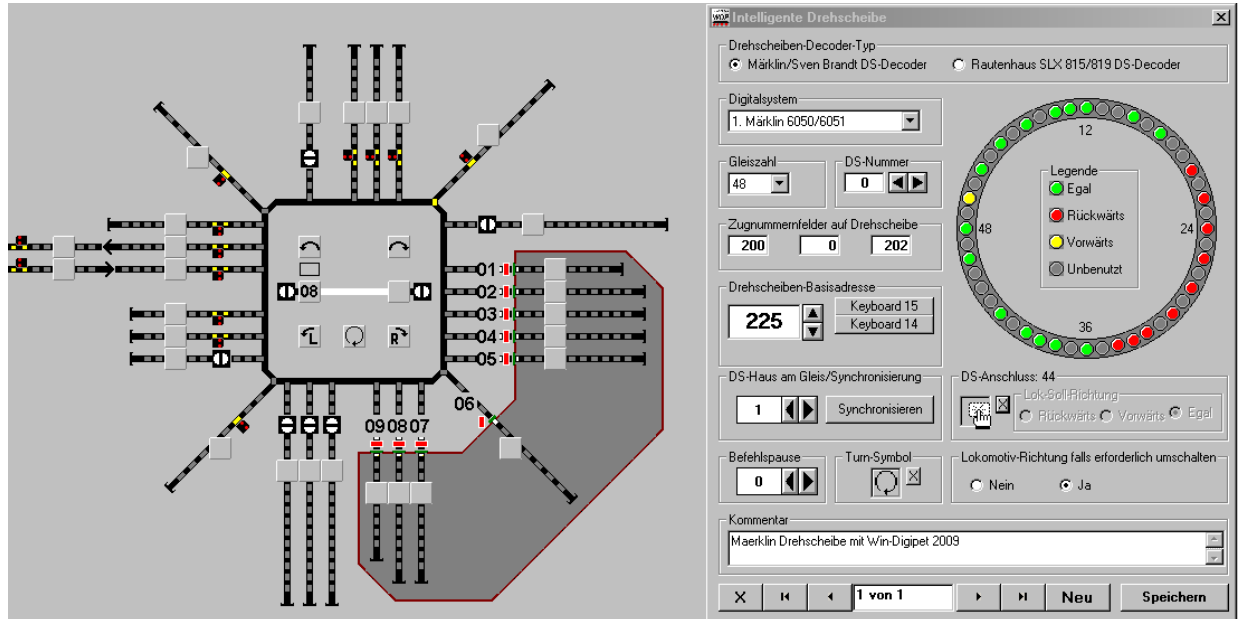 08
L
R
01
02
03
04
05
06
09 08 07
WDP Intelligente Drehscheibe
Drehscheiben-Decoder-Typ
Märklin/Sven Brandt DS-Decoder
Rautenhaus SLX 815/819 DS-Decoder
Digitalsystem
1. Märklin 6050/6051
Gleiszahl
48
DS-Nummer
0
Zugnummernfelder auf Drehscheibe
200 0 202
Drehscheiben-Basisadresse
225
Keyboard 15
Keyboard 14
DS-Haus am Gleis/Synchronisierung
1
Synchronisieren
Befehlspause
0
Turn-Symbol
X
12
24
36
48
Legende
Egal
Rückwärts
Vorwärts
Unbenutzt
DS-Anschluss: 44
X
Lok-Soll-Richtung
Rückwärts Vorwärts Egal
Lokomotiv-Richtung falls erforderlich umschalten
Nein Ja
Kommentar
Maerklin Drehscheibe mit Win-Digipet 2009
X 1 von 1 Neu Speichern